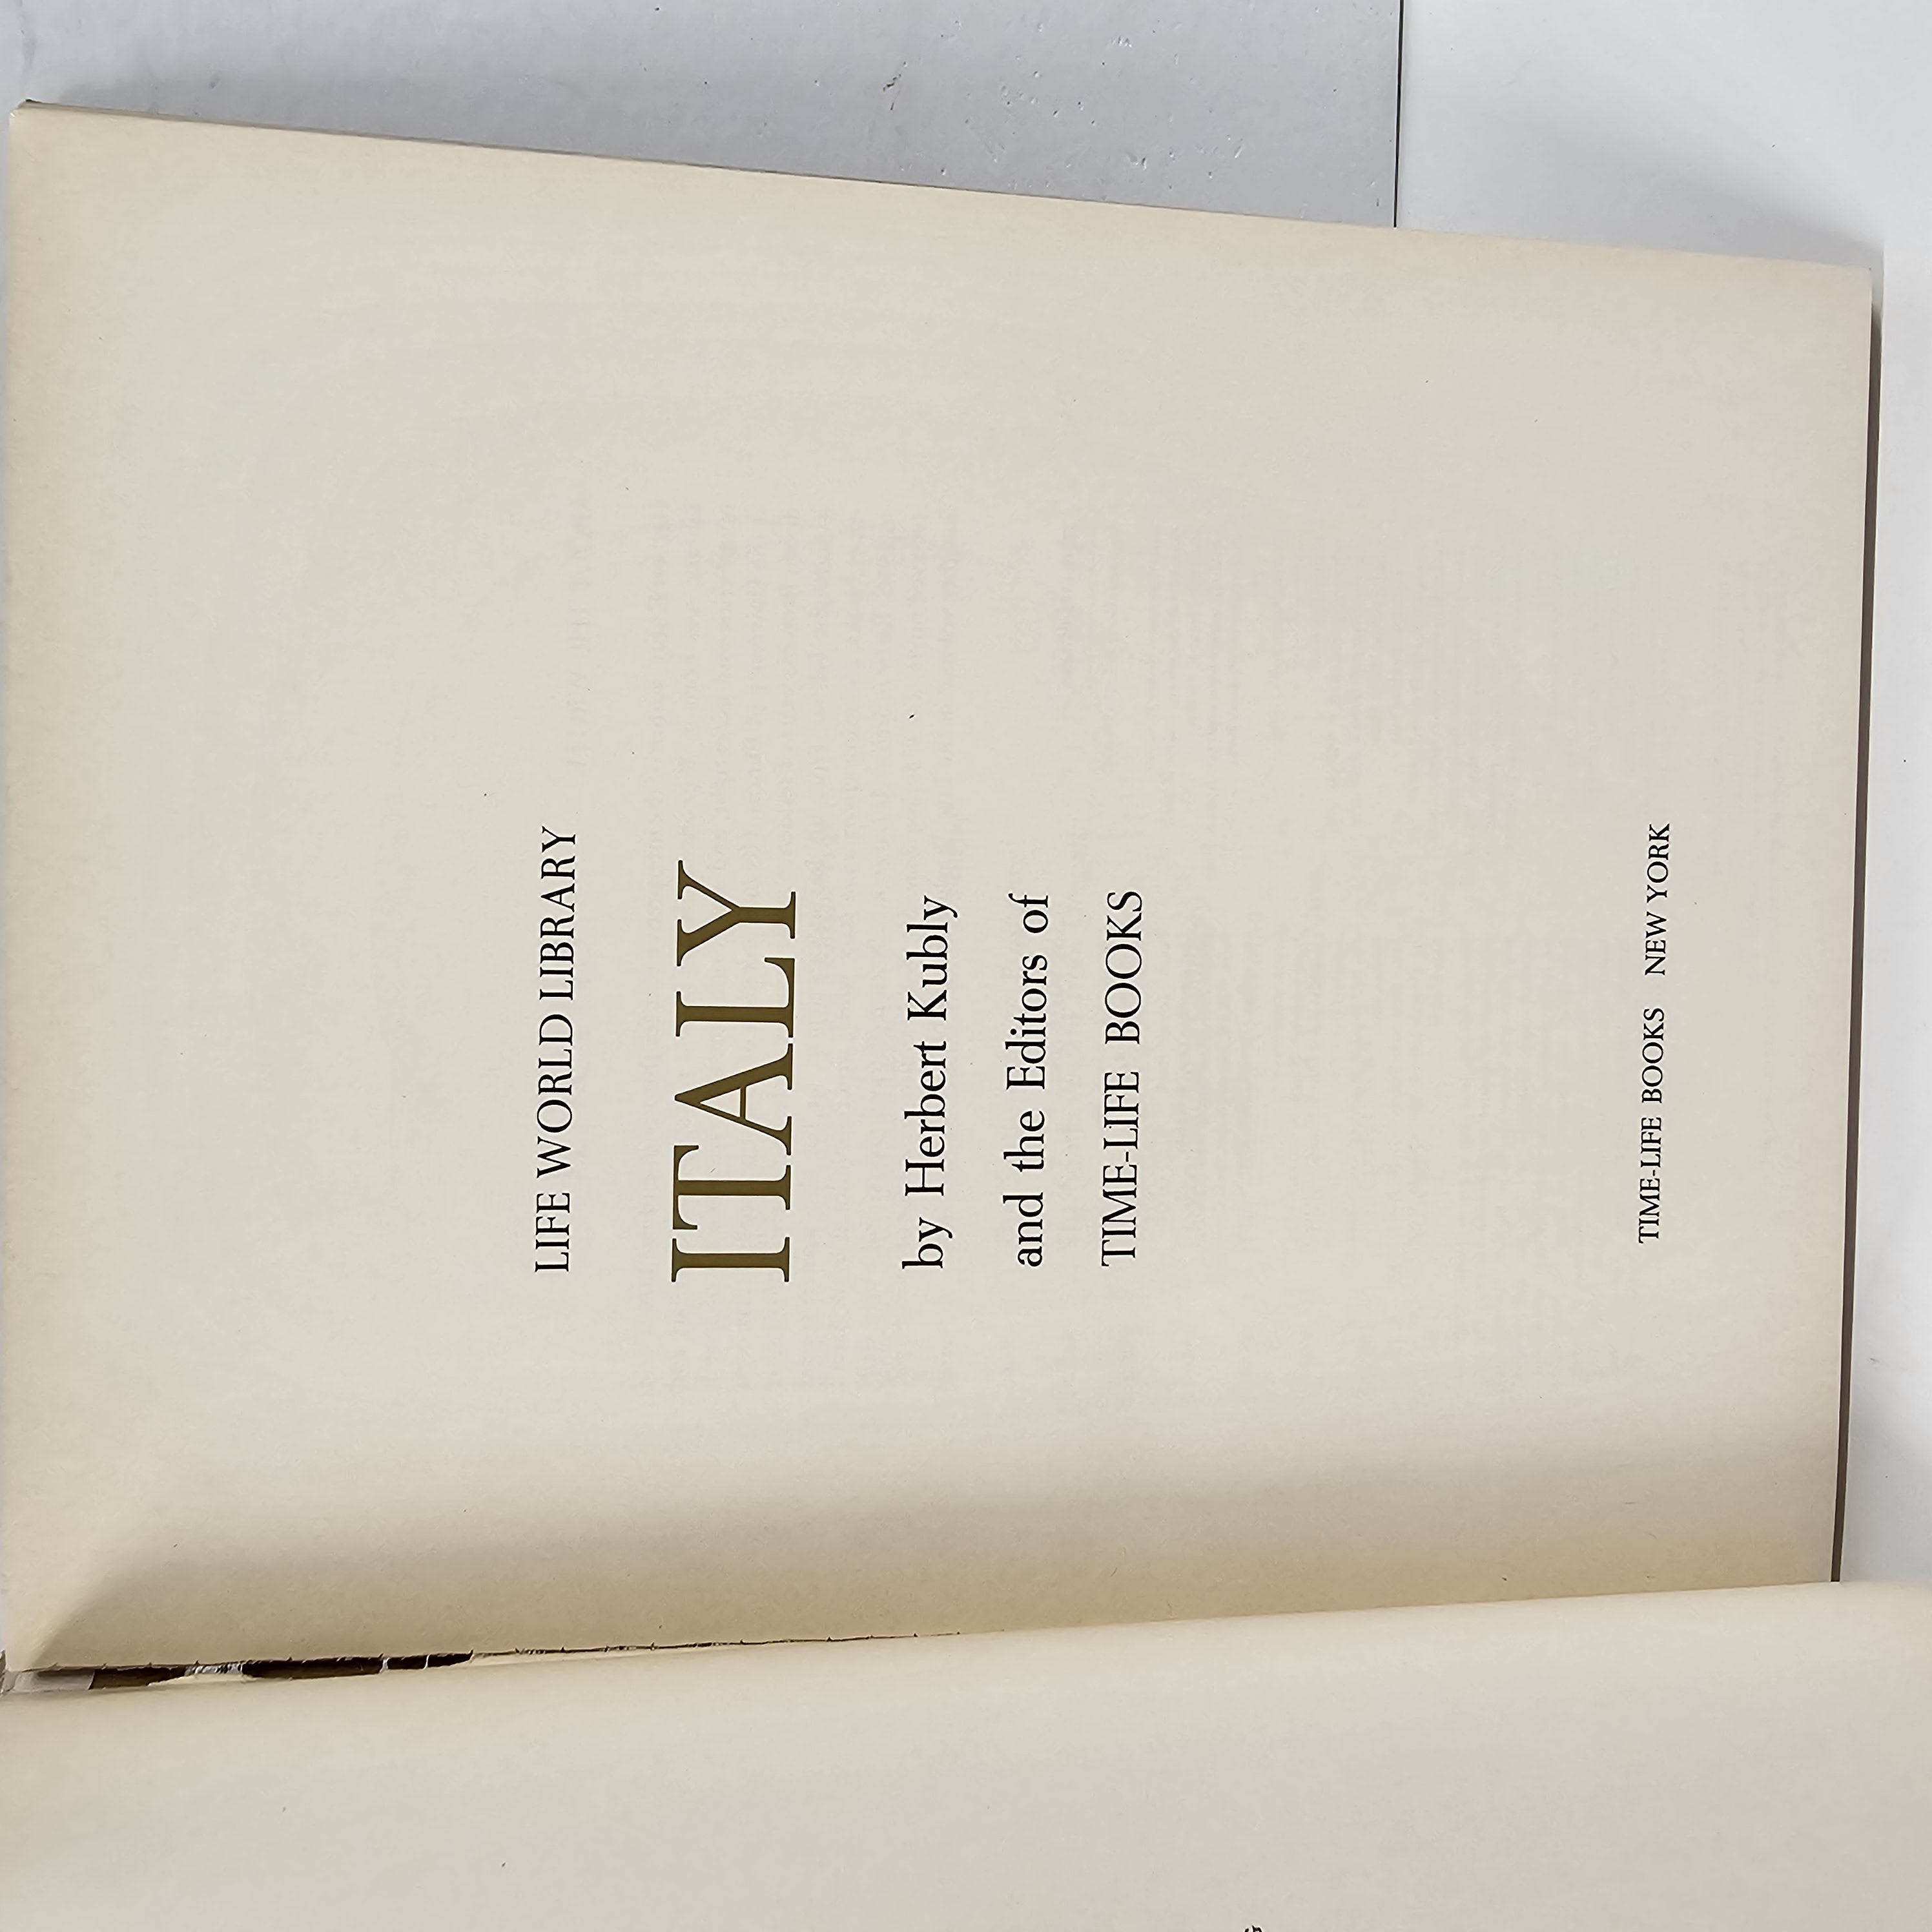 LIFE WORLD LIBRARY
ITALY
by Herbert Kubly
and the Editors of
TIME-LIFE BOOKS
TIME-LIFE BOOKS NEW YORK